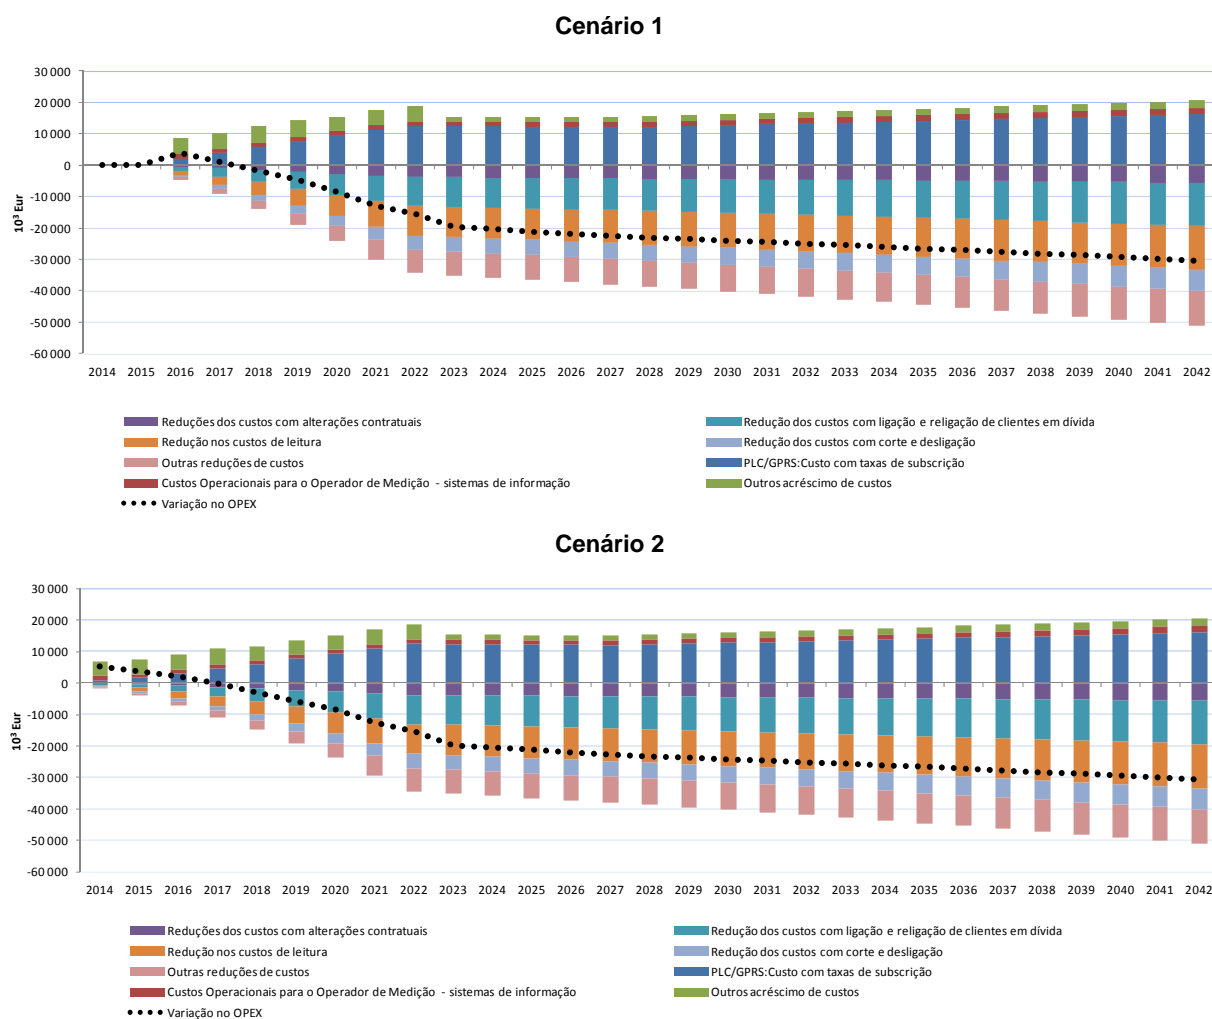 Cenário 1
30 000
20 000
10 000
0
-10 000
-20 000
-30 000
-40 000
-50 000
-60 000
10³ Eur
2014 2015 2016 2017 2018 2019 2020 2021 2022 2023 2024 2025 2026 2027 2028 2029 2030 2031 2032 2033 2034 2035 2036 2037 2038 2039 2040 2041 2042
Reduções dos custos com alterações contratuais
Redução dos custos com ligação e religação de clientes em dívida
Redução nos custos de leitura
Redução dos custos com corte e desligação
Outras reduções de custos
PLC/GPRS:Custo com taxas de subscrição
Custos Operacionais para o Operador de Medição - sistemas de informação
Outros acréscimo de custos
Variação no OPEX
Cenário 2
30 000
20 000
10 000
0
-10 000
-20 000
-30 000
-40 000
-50 000
-60 000
10³ Eur
2014 2015 2016 2017 2018 2019 2020 2021 2022 2023 2024 2025 2026 2027 2028 2029 2030 2031 2032 2033 2034 2035 2036 2037 2038 2039 2040 2041 2042
Reduções dos custos com alterações contratuais
Redução dos custos com ligação e religação de clientes em dívida
Redução nos custos de leitura
Redução dos custos com corte e desligação
Outras reduções de custos
PLC/GPRS:Custo com taxas de subscrição
Custos Operacionais para o Operador de Medição - sistemas de informação
Outros acréscimo de custos
Variação no OPEX